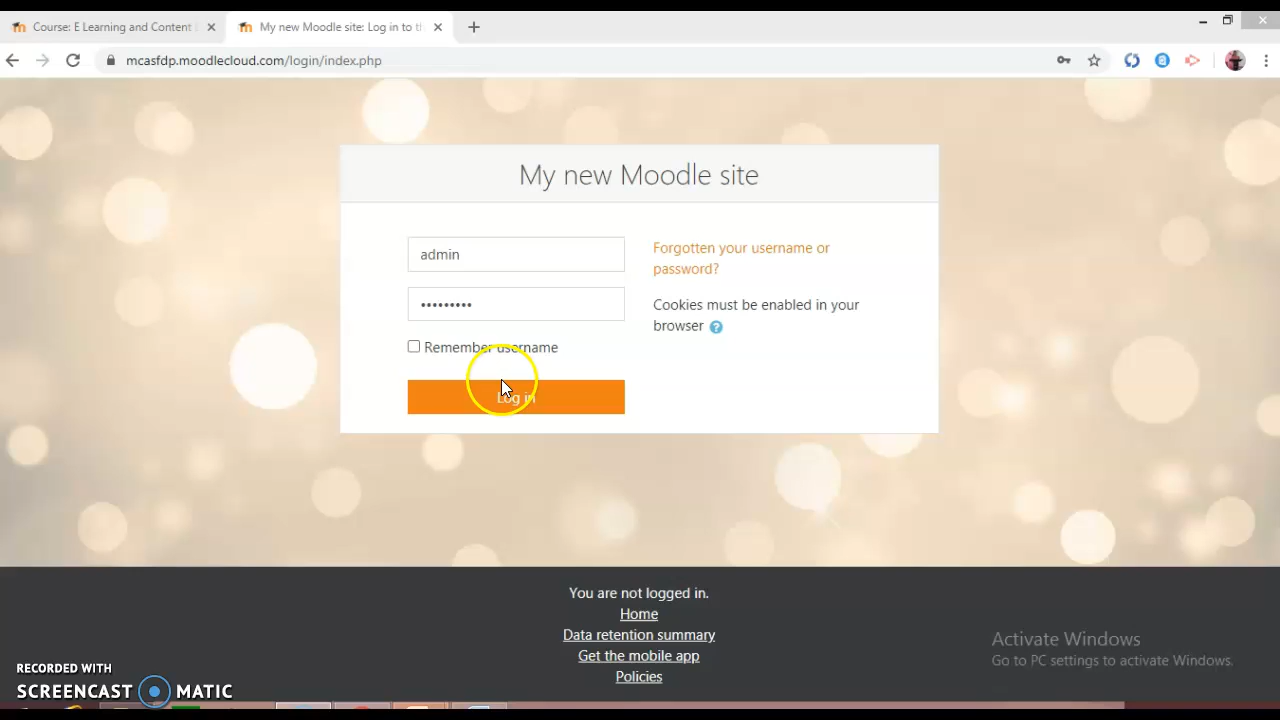 Course: E Learning and Content
My new Moodle site: Log in to th
mcasfdp.moodlecloud.com/login/index.php
My new Moodle site
admin
Forgotten your username or
password?
•••••••••
Cookies must be enabled in your
browser
Remember username
Log in
You are not logged in.
Home
Data retention summary
Get the mobile app
Policies
Activate Windows
Go to PC settings to activate Windows.
RECORDED WITH
SCREENCAST MATIC